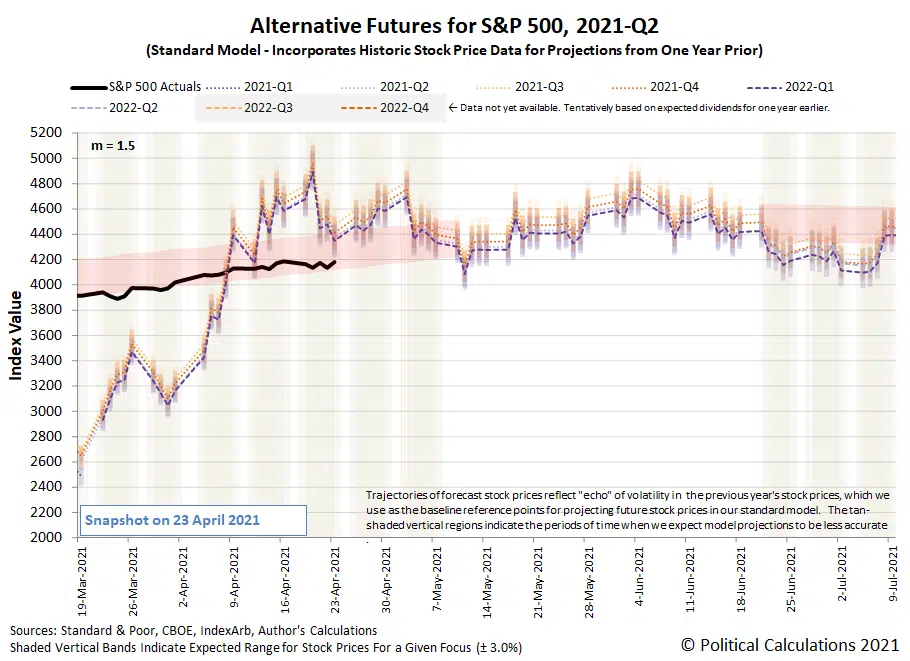 Alternative Futures for S&P 500, 2021-Q2
(Standard Model - Incorporates Historic Stock Price Data for Projections from One Year Prior)
S&P 500 Actuals 2021-Q1 2021-Q2 2021-Q3 2021-Q4 2022-Q1
2022-Q2 2022-Q3 2022-Q4 ← Data not yet available. Tentatively based on expected dividends for one year earlier.
m = 1.5
Index Value
5200
5000
4800
4600
4400
4200
4000
3800
3600
3400
3200
3000
2800
2600
2400
2200
2000
Trajectories of forecast stock prices reflect "echo" of volatility in the previous year's stock prices, which we
use as the baseline reference points for projecting future stock prices in our standard model. The tan-
shaded vertical regions indicate the periods of time when we expect model projections to be less accurate
.
Snapshot on 23 April 2021
19-Mar-2021
26-Mar-2021
2-Apr-2021
9-Apr-2021
16-Apr-2021
23-Apr-2021
30-Apr-2021
7-May-2021
14-May-2021
21-May-2021
28-May-2021
4-Jun-2021
11-Jun-2021
18-Jun-2021
25-Jun-2021
2-Jul-2021
9-Jul-2021
Sources: Standard & Poor, CBOE, IndexArb, Author's Calculations
Shaded Vertical Bands Indicate Expected Range for Stock Prices For a Given Focus (± 3.0%)
© Political Calculations 2021